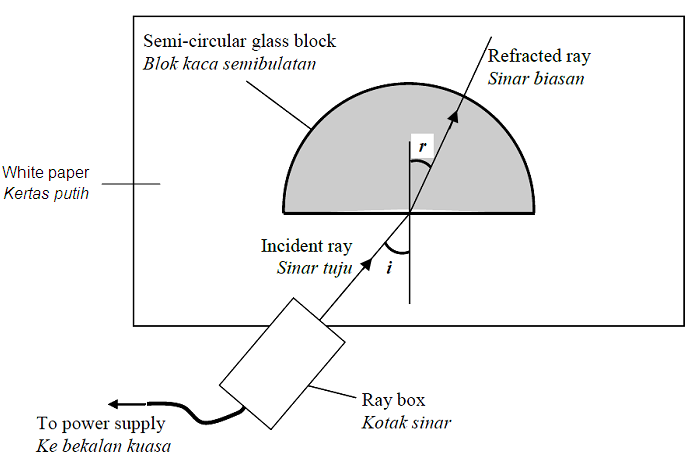 Semi-circular glass block
Blok kaca semibulatan
Refracted ray
Sinar biasan
r
White paper
Kertas putih
Incident ray
Sinar tuju
i
Ray box
Kotak sinar
To power supply
Ke bekalan kuasa